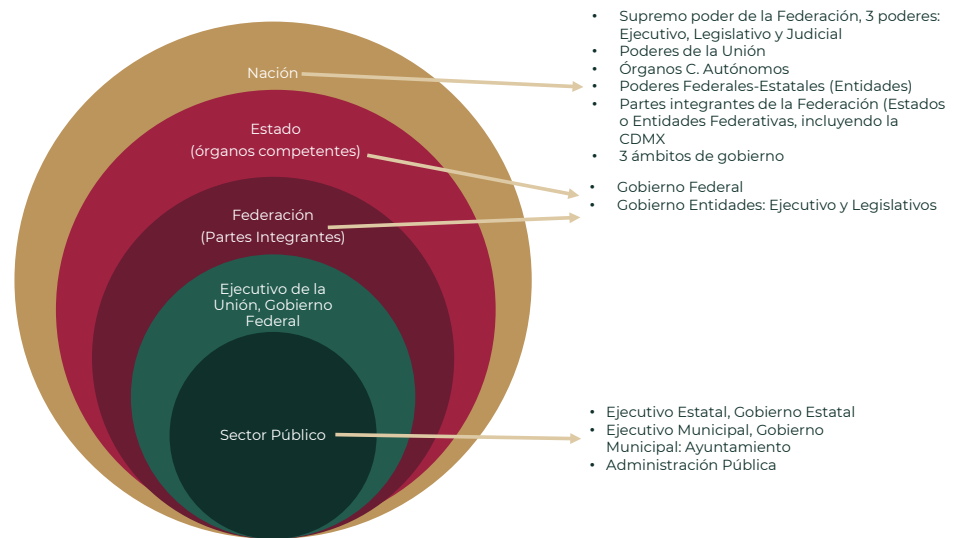 Nación
Estado
(órganos competentes)
Federación
(Partes Integrantes)
Ejecutivo de la
Unión, Gobierno
Federal
Sector Público
• Supremo poder de la Federación, 3 poderes:
Ejecutivo, Legislativo y Judicial
• Poderes de la Unión
• Órganos C. Autónomos
• Poderes Federales-Estatales (Entidades)
• Partes integrantes de la Federación (Estados
o Entidades Federativas, incluyendo la
CDMX
• 3 ámbitos de gobierno
• Gobierno Federal
• Gobierno Entidades: Ejecutivo y Legislativos
• Ejecutivo Estatal, Gobierno Estatal
• Ejecutivo Municipal, Gobierno
Municipal: Ayuntamiento
• Administración Pública